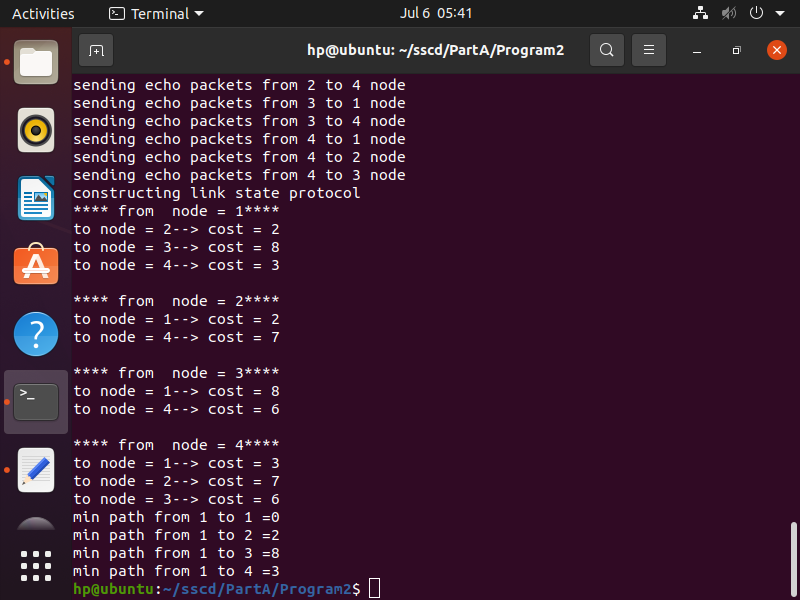 Activities Terminal Jul 6 05:41
hp@ubuntu: ~/sscd/PartA/Program2
sending echo packets from 2 to 4 node
sending echo packets from 3 to 1 node
sending echo packets from 3 to 4 node
sending echo packets from 4 to 1 node
sending echo packets from 4 to 2 node
sending echo packets from 4 to 3 node
constructing link state protocol
**** from  node = 1****
to node = 2--> cost = 2
to node = 3--> cost = 8
to node = 4--> cost = 3
**** from  node = 2****
to node = 1--> cost = 2
to node = 4--> cost = 7
**** from  node = 3****
to node = 1--> cost = 8
to node = 4--> cost = 6
**** from  node = 4****
to node = 1--> cost = 3
to node = 2--> cost = 7
to node = 3--> cost = 6
min path from 1 to 1 =0
min path from 1 to 2 =2
min path from 1 to 3 =8
min path from 1 to 4 =3
hp@ubuntu:~/sscd/PartA/Program2$